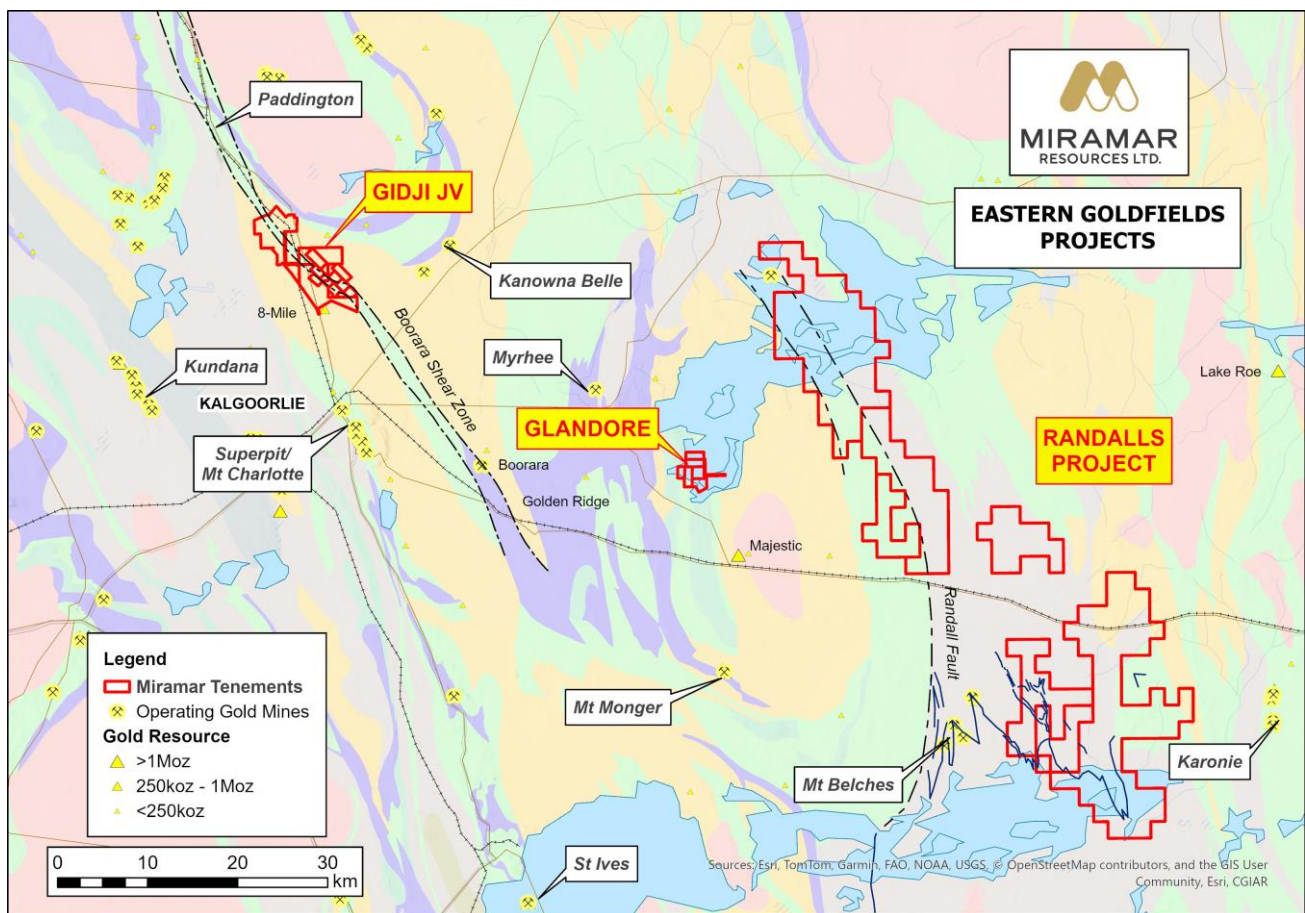 Paddington
MIRAMAR
RESOURCES LTD.
GIDJI JV
EASTERN GOLDFIELDS
PROJECTS
Kanowna Belle
8-Mile
Boorara Shear Zone
Myrhee
Kundana
Lake Roe
KALGOORLIE
GLANDORE
RANDALLS
PROJECT
Superpit/
Mt Charlotte
Boorara
Golden Ridge
Majestic
Randall Fault
Legend
Miramar Tenements
Operating Gold Mines
Gold Resource
>1Moz
250koz - 1Moz
<250koz
Mt Monger
Mt Belches
Karonie
0 10 20 30
km
St Ives
Sources: Esri, TomTom, Garmin, FAO, NOAA, USGS, © OpenStreetMap contributors, and the GIS User
Community, Esri, CGIAR